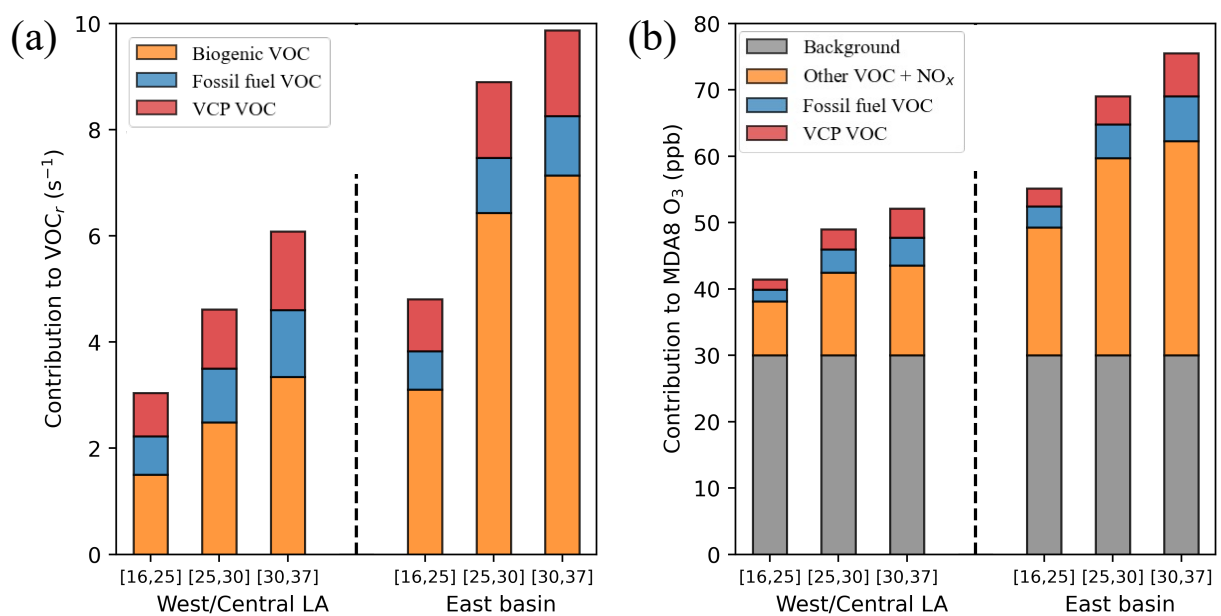 (a)
Contribution to VOC_r (s⁻¹)
10
8
6
4
2
0
Biogenic VOC
Fossil fuel VOC
VCP VOC
[16,25] [25,30] [30,37] [16,25] [25,30] [30,37]
West/Central LA East basin
(b)
Contribution to MDA8 O₃ (ppb)
80
70
60
50
40
30
20
10
0
Background
Other VOC + NOₓ
Fossil fuel VOC
VCP VOC
[16,25] [25,30] [30,37] [16,25] [25,30] [30,37]
West/Central LA East basin